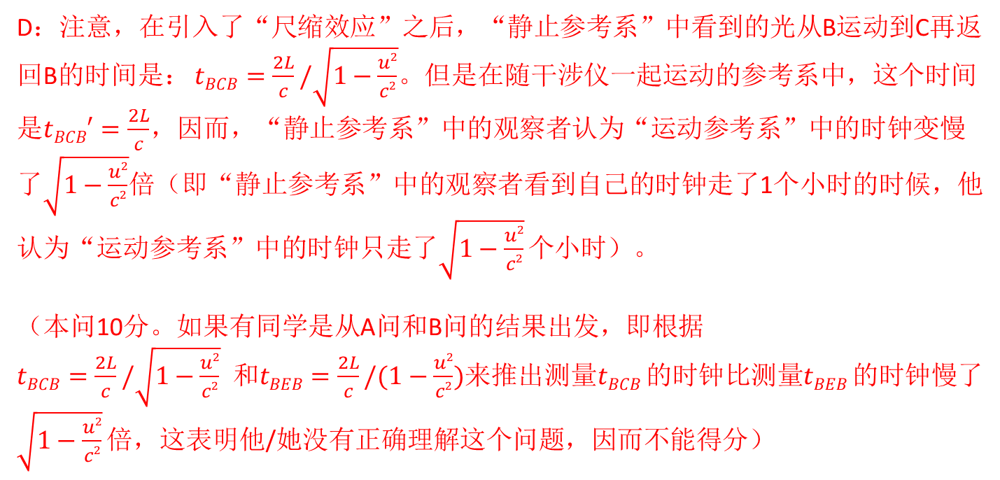 D：注意，在引入了“尺缩效应”之后，“静止参考系”中看到的光从B运动到C再返
回B的时间是：$t_{BCB} = \frac{2L}{c} / \sqrt{1 - \frac{u^2}{c^2}}$。但是在随干涉仪一起运动的参考系中，这个时间
是$t_{BCB}' = \frac{2L}{c}$，因而，“静止参考系”中的观察者认为“运动参考系”中的时钟变慢
了$\sqrt{1 - \frac{u^2}{c^2}}$倍（即“静止参考系”中的观察者看到自己的时钟走了1个小时的时候，他
认为“运动参考系”中的时钟只走了$\sqrt{1 - \frac{u^2}{c^2}}$个小时）。
（本问10分。如果有同学是从A问和B问的结果出发，即根据
$t_{BCB} = \frac{2L}{c} / \sqrt{1 - \frac{u^2}{c^2}}$ 和$t_{BEB} = \frac{2L}{c} / (1 - \frac{u^2}{c^2})$来推出测量$t_{BCB}$的时钟比测量$t_{BEB}$的时钟慢了
$\sqrt{1 - \frac{u^2}{c^2}}$倍，这表明他/她没有正确理解这个问题，因而不能得分）